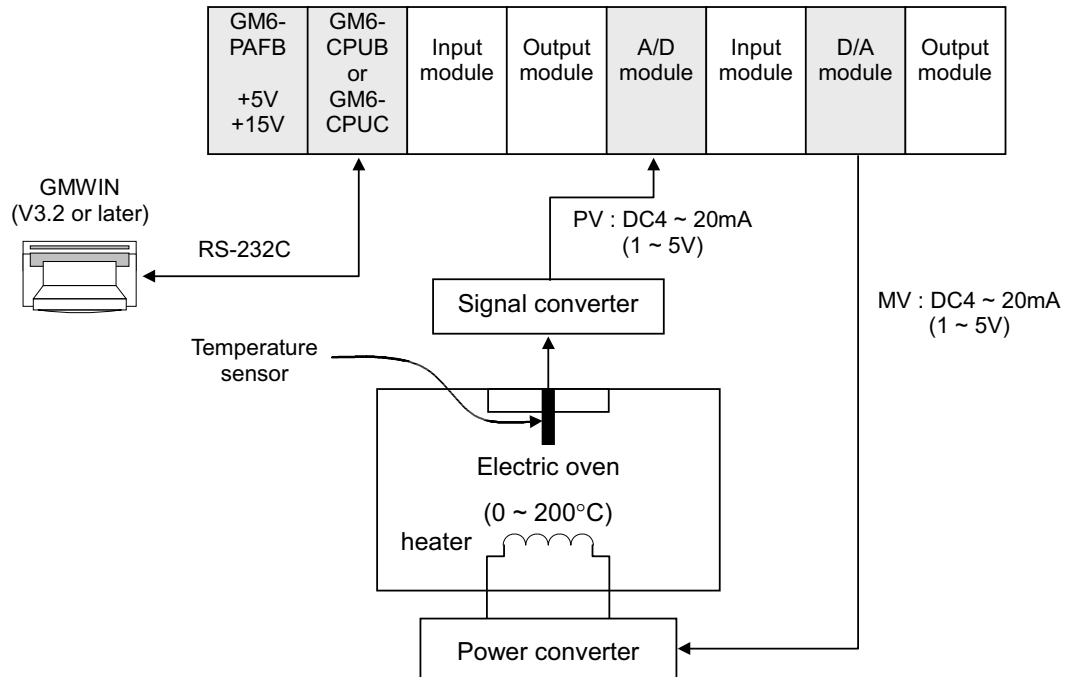 GM6-
PAFB
+5V
+15V
GM6-
CPUB
or
GM6-
CPUC
Input
module
Output
module
A/D
module
Input
module
D/A
module
Output
module
GMWIN
(V3.2 or later)
RS-232C
PV : DC4 ~ 20mA
(1 ~ 5V)
Signal converter
MV : DC4 ~ 20mA
(1 ~ 5V)
Temperature
sensor
Electric oven
(0 ~ 200°C)
heater
Power converter